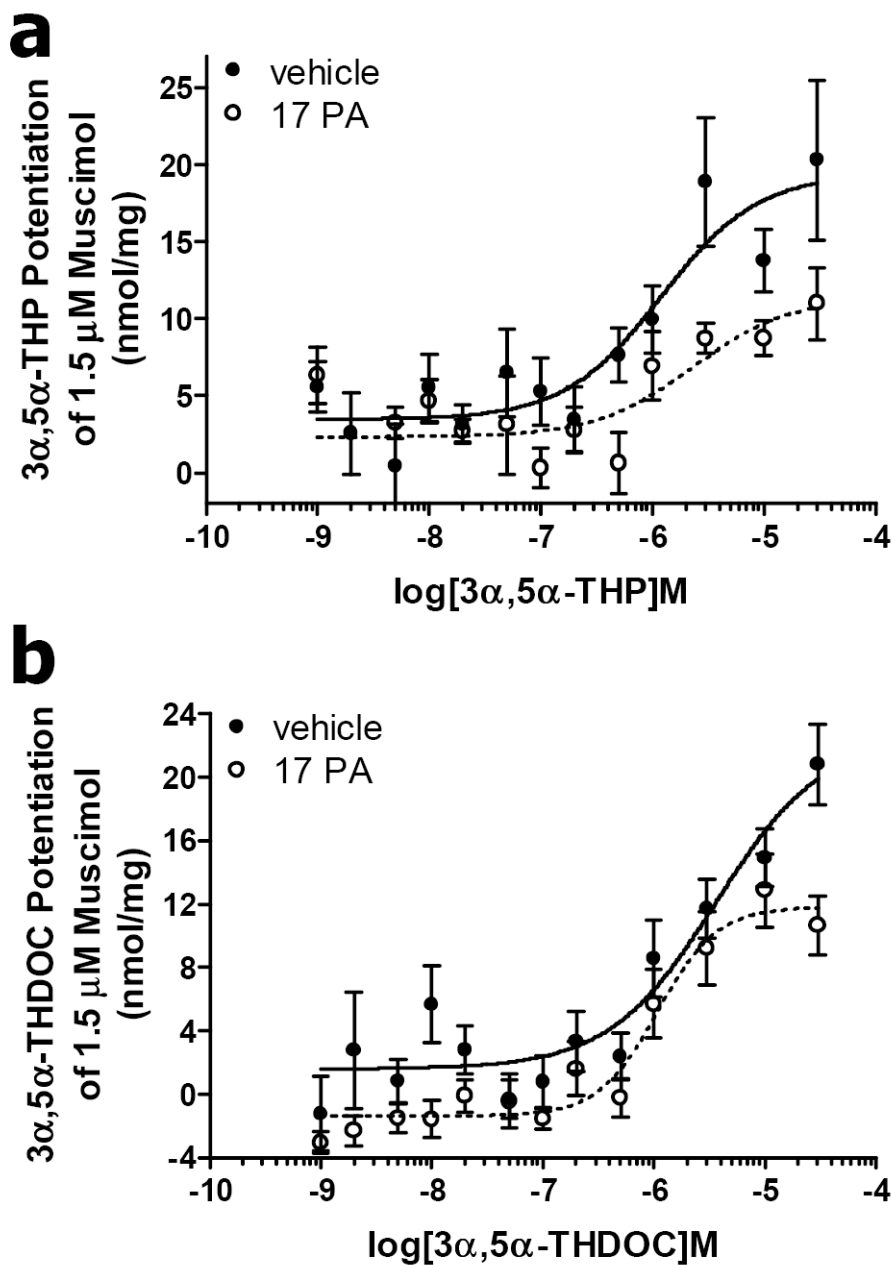 a
vehicle
17 PA
3α,5α-THP Potentiation
of 1.5 μM Muscimol
(nmol/mg)
25
20
15
10
5
0
-10
-9
-8
-7
-6
-5
-4
log[3α,5α-THP]M
b
vehicle
17 PA
3α,5α-THDOC Potentiation
of 1.5 μM Muscimol
(nmol/mg)
24
20
16
12
8
4
0
-4
-10
-9
-8
-7
-6
-5
-4
log[3α,5α-THDOC]M